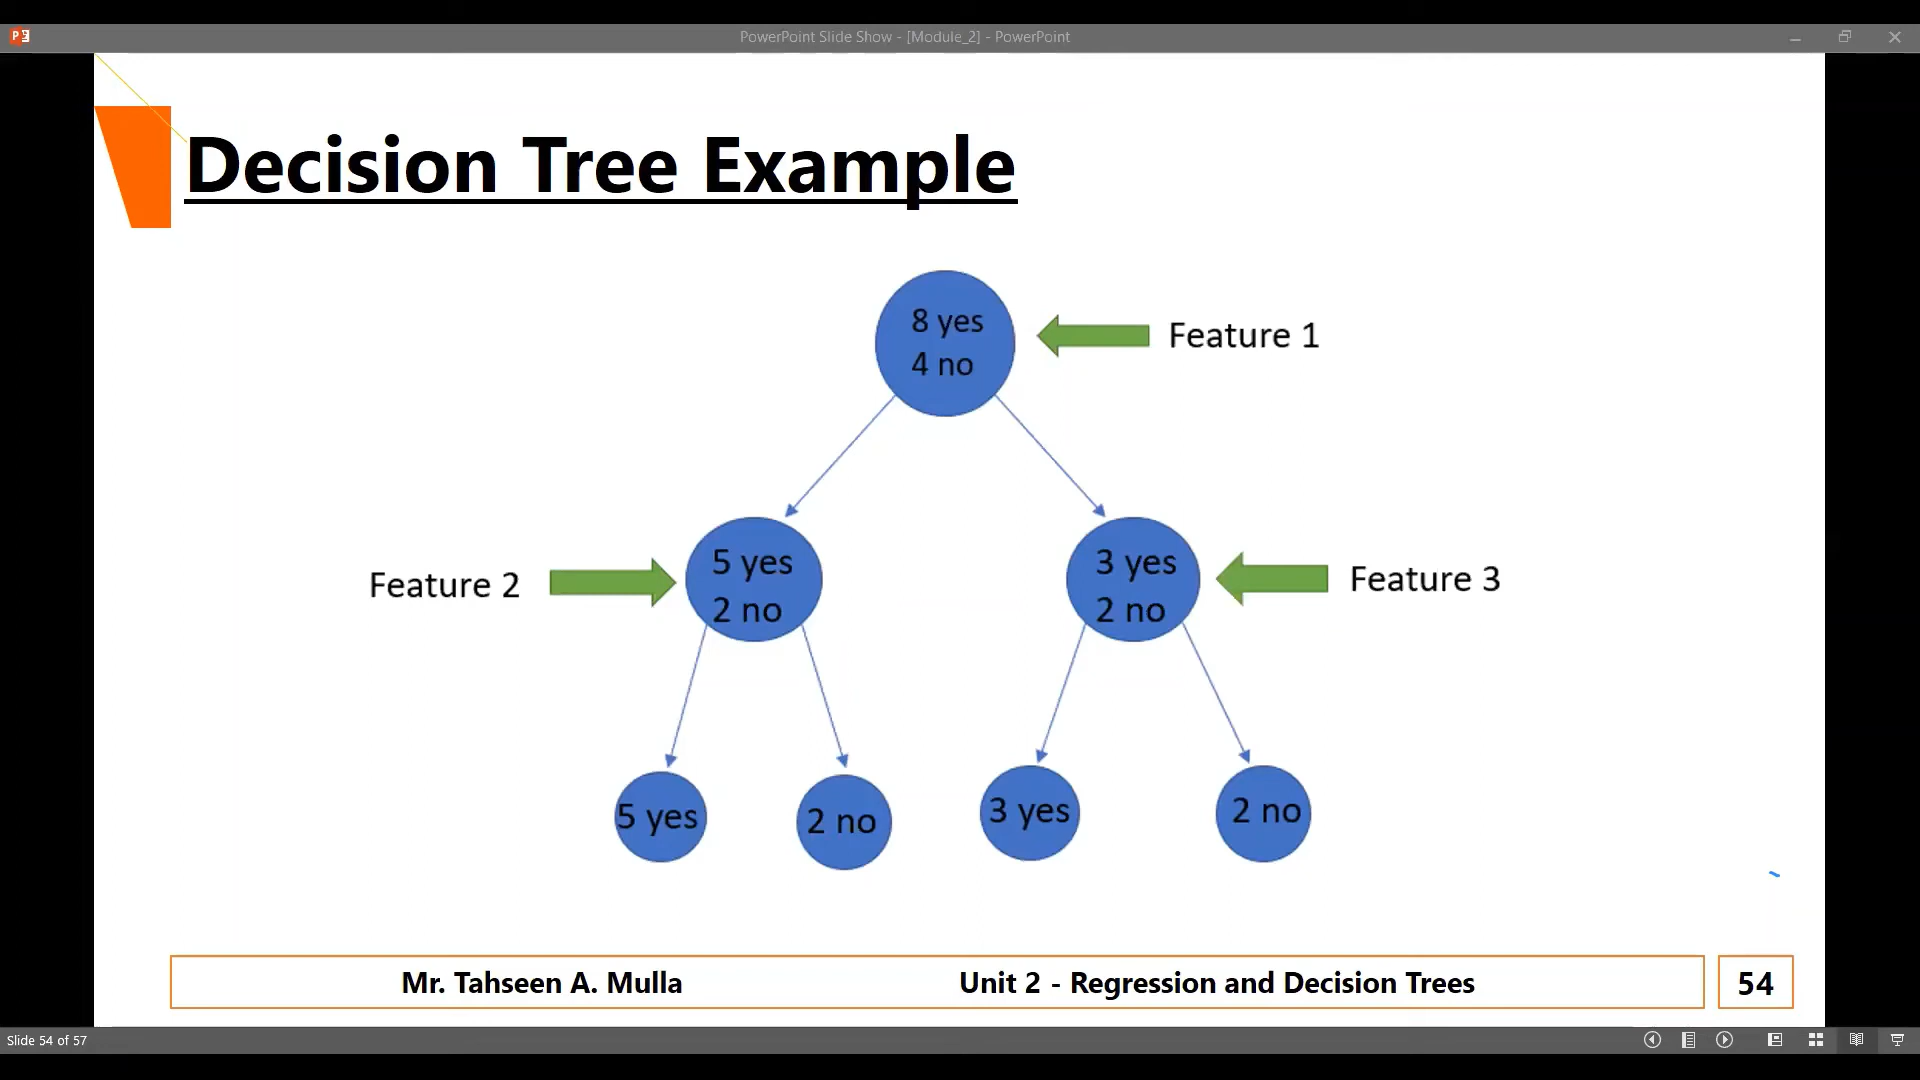 PowerPoint Slide Show - [Module_2] - PowerPoint
Decision Tree Example
8 yes
4 no
Feature 1
Feature 2
5 yes
2 no
3 yes
2 no
Feature 3
5 yes
2 no
3 yes
2 no
Mr. Tahseen A. Mulla
Unit 2 - Regression and Decision Trees
54
Slide 54 of 57